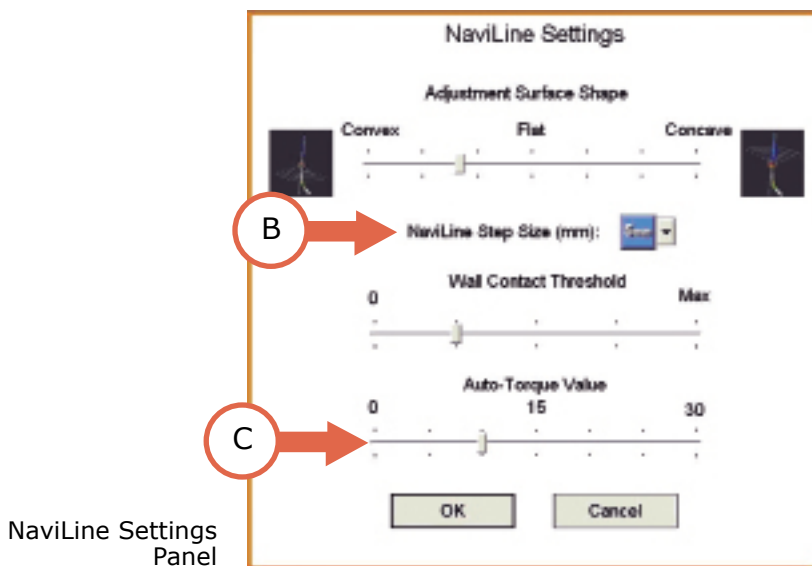 NaviLine Settings
Adjustment Surface Shape
Convex Flat Concave
B
NaviLine Step Size (mm): 5mm
Wall Contact Threshold
0 Max
Auto-Torque Value
0 15 30
C
OK Cancel
NaviLine Settings
Panel